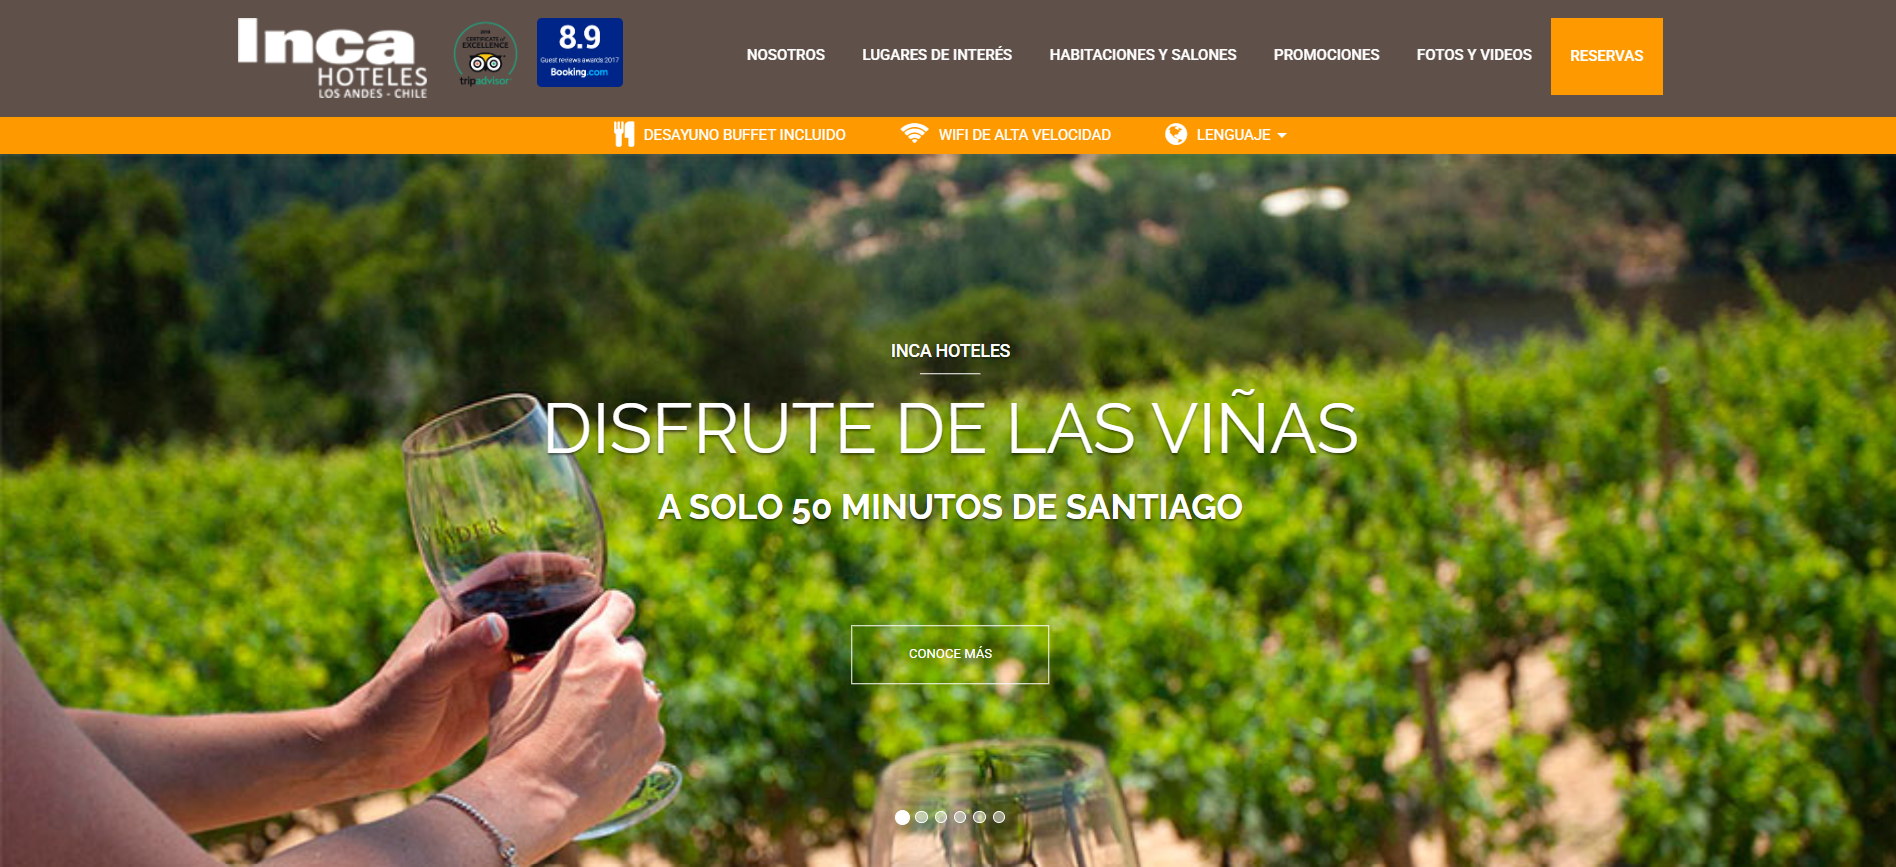 Inca
HOTELES
LOS ANDES - CHILE
2018
CERTIFICATE of
EXCELLENCE
tripadvisor
8.9
Guest reviews awards 2017
Booking.com
NOSOTROS
LUGARES DE INTERÉS
HABITACIONES Y SALONES
PROMOCIONES
FOTOS Y VIDEOS
RESERVAS
DESAYUNO BUFFET INCLUIDO
WIFI DE ALTA VELOCIDAD
LENGUAJE
INCA HOTELES
DISFRUTE DE LAS VIÑAS
A SOLO 50 MINUTOS DE SANTIAGO
CONOCE MÁS